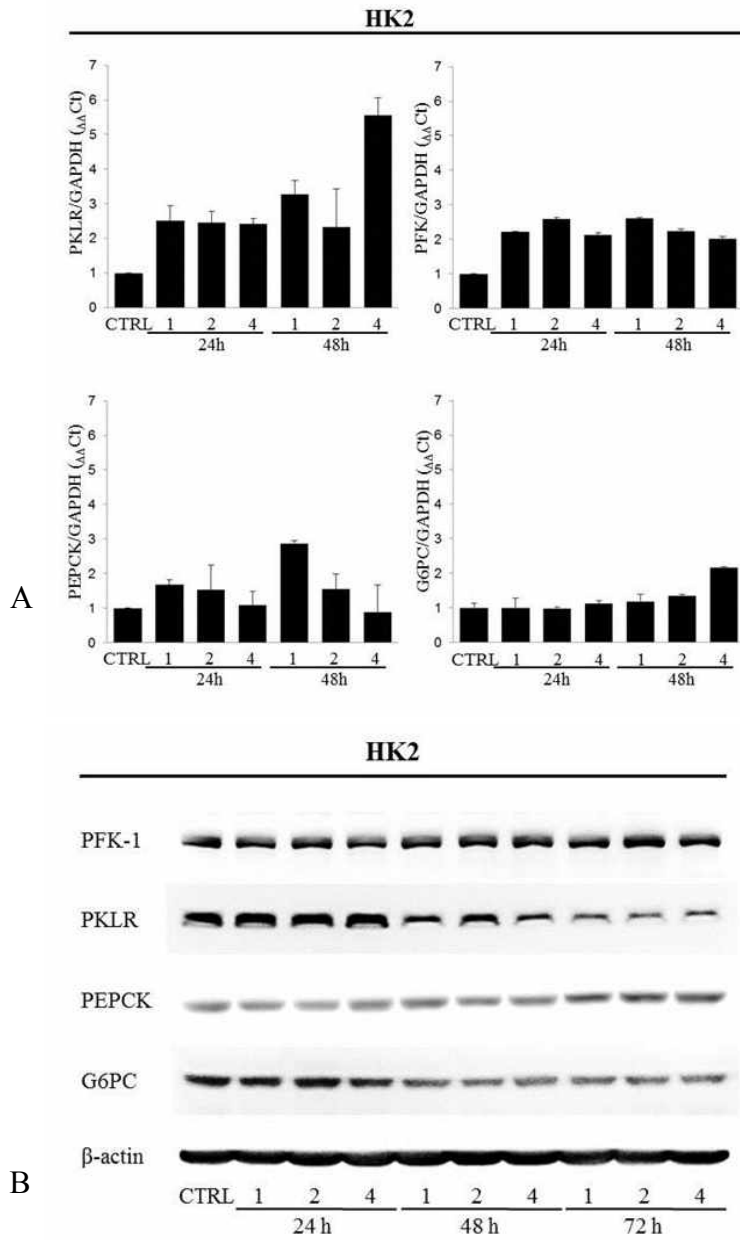 HK2
PKLR/GAPDH (ΔΔCt)
7
6
5
4
3
2
1
0
CTRL 1 2 4 1 2 4
24h 48h
PFK/GAPDH (ΔΔCt)
7
6
5
4
3
2
1
0
CTRL 1 2 4 1 2 4
24h 48h
PEPCK/GAPDH (ΔΔCt)
7
6
5
4
3
2
1
0
CTRL 1 2 4 1 2 4
24h 48h
G6PC/GAPDH (ΔΔCt)
7
6
5
4
3
2
1
0
CTRL 1 2 4 1 2 4
24h 48h
A
HK2
PFK-1
PKLR
PEPCK
G6PC
β-actin
B
CTRL 1 2 4 1 2 4 1 2 4
24 h 48 h 72 h